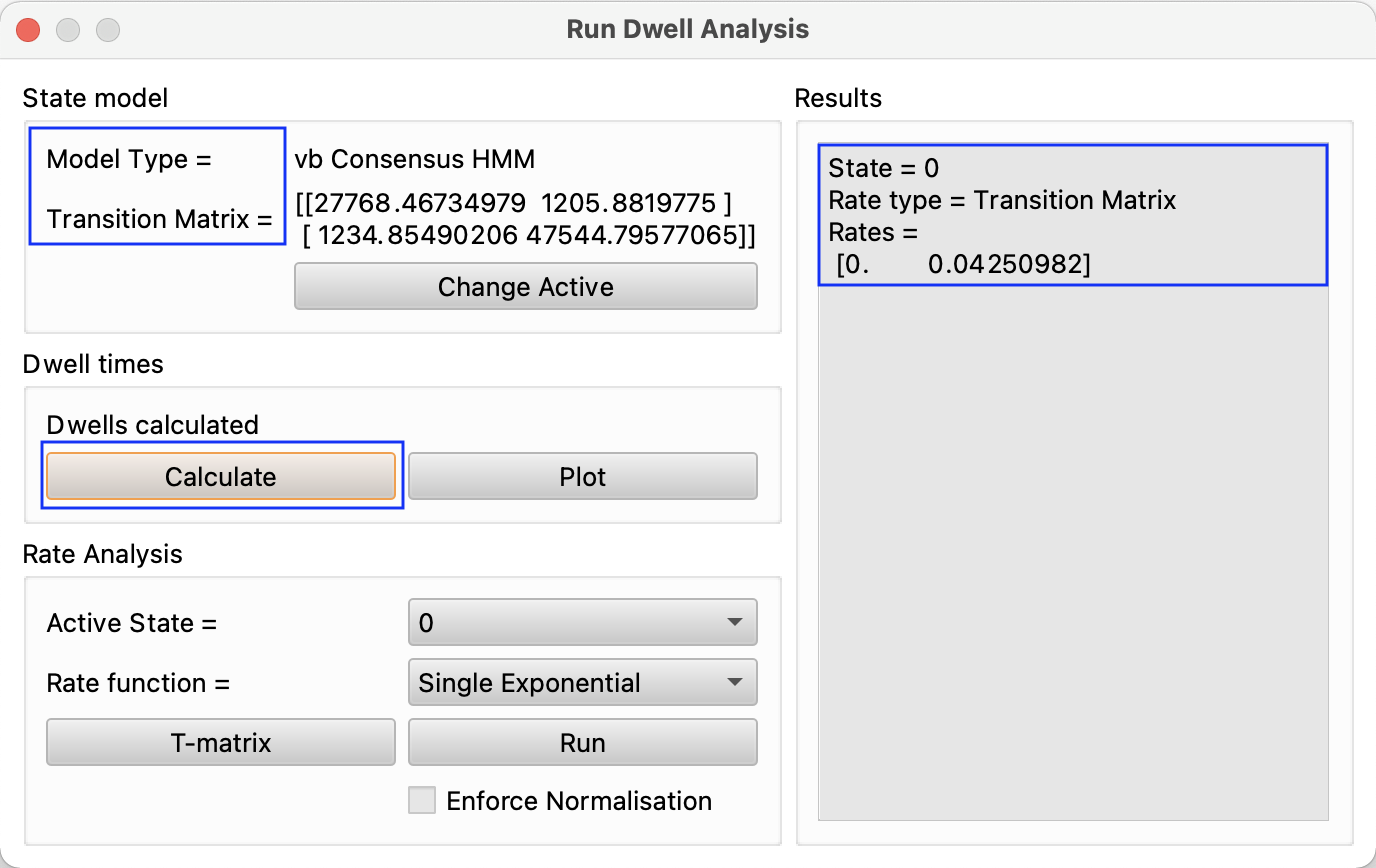 Run Dwell Analysis
State model
Model Type = vb Consensus HMM
Transition Matrix = [[27768.46734979 1205.8819775 ]
[ 1234.85490206 47544.79577065]]
Change Active
Dwell times
Dwells calculated
Calculate Plot
Rate Analysis
Active State = 0
Rate function = Single Exponential
T-matrix Run
Enforce Normalisation
Results
State = 0
Rate type = Transition Matrix
Rates =
[0. 0.04250982]